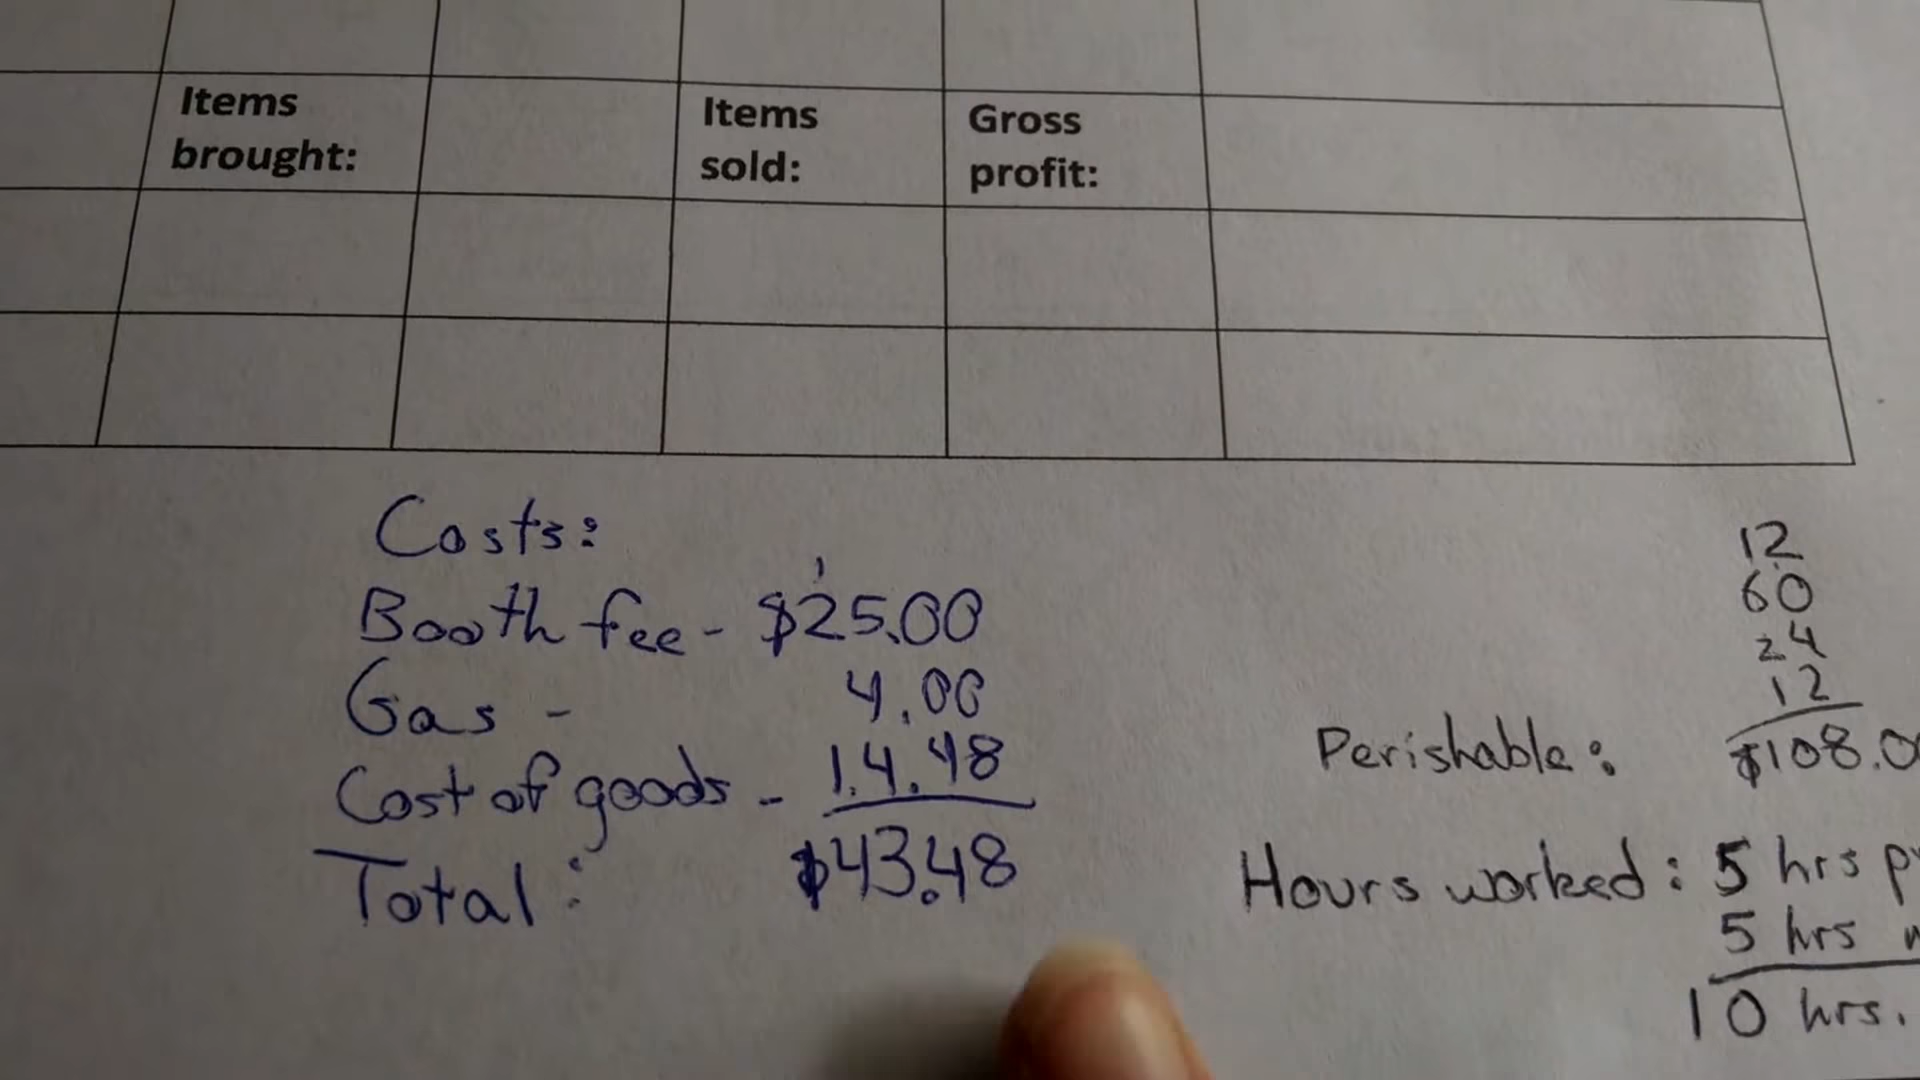 Items brought:
Items sold:
Gross profit:
Costs:
Booth fee - $25.00
1
Gas - 4.00
Cost of goods - 14.48
Total: $43.48
12
60
24
12
Perishable: $108.0
Hours worked: 5 hrs
5 hrs
10 hrs.